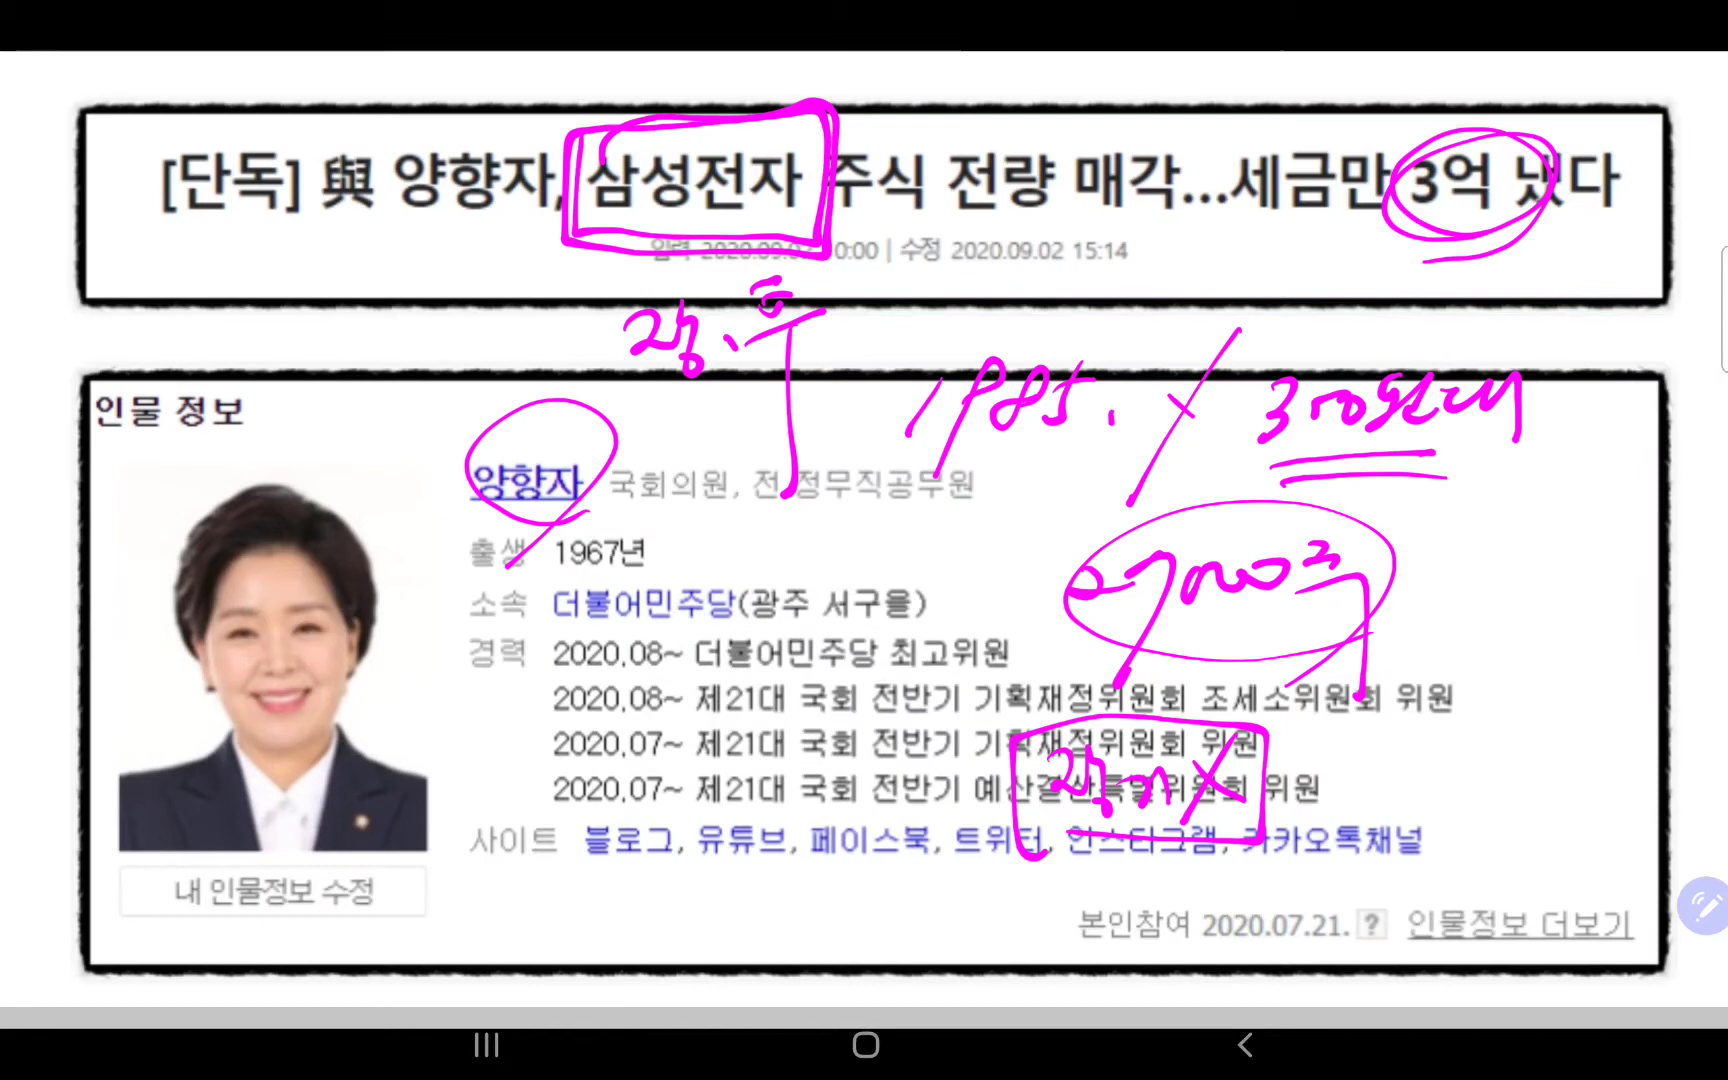 [단독] 與 양향자, 삼성전자 주식 전량 매각...세금만 3억 냈다
입력 2020.09.02 10:00 | 수정 2020.09.02 15:14
1985.
인물 정보
양향자 국회의원, 전 정무직공무원
출생 1967년
소속 더불어민주당(광주 서구을)
27000주
경력 2020.08~ 더불어민주당 최고위원
2020.08~ 제21대 국회 전반기 기획재정위원회 조세소위원회 위원
2020.07~ 제21대 국회 전반기 기획재정위원회 위원
2020.07~ 제21대 국회 전반기 예산결산특별위원회 위원
사이트 블로그, 유튜브, 페이스북, 트위터, 인스타그램, 카카오톡채널
내 인물정보 수정
본인참여 2020.07.21. ? 인물정보 더보기